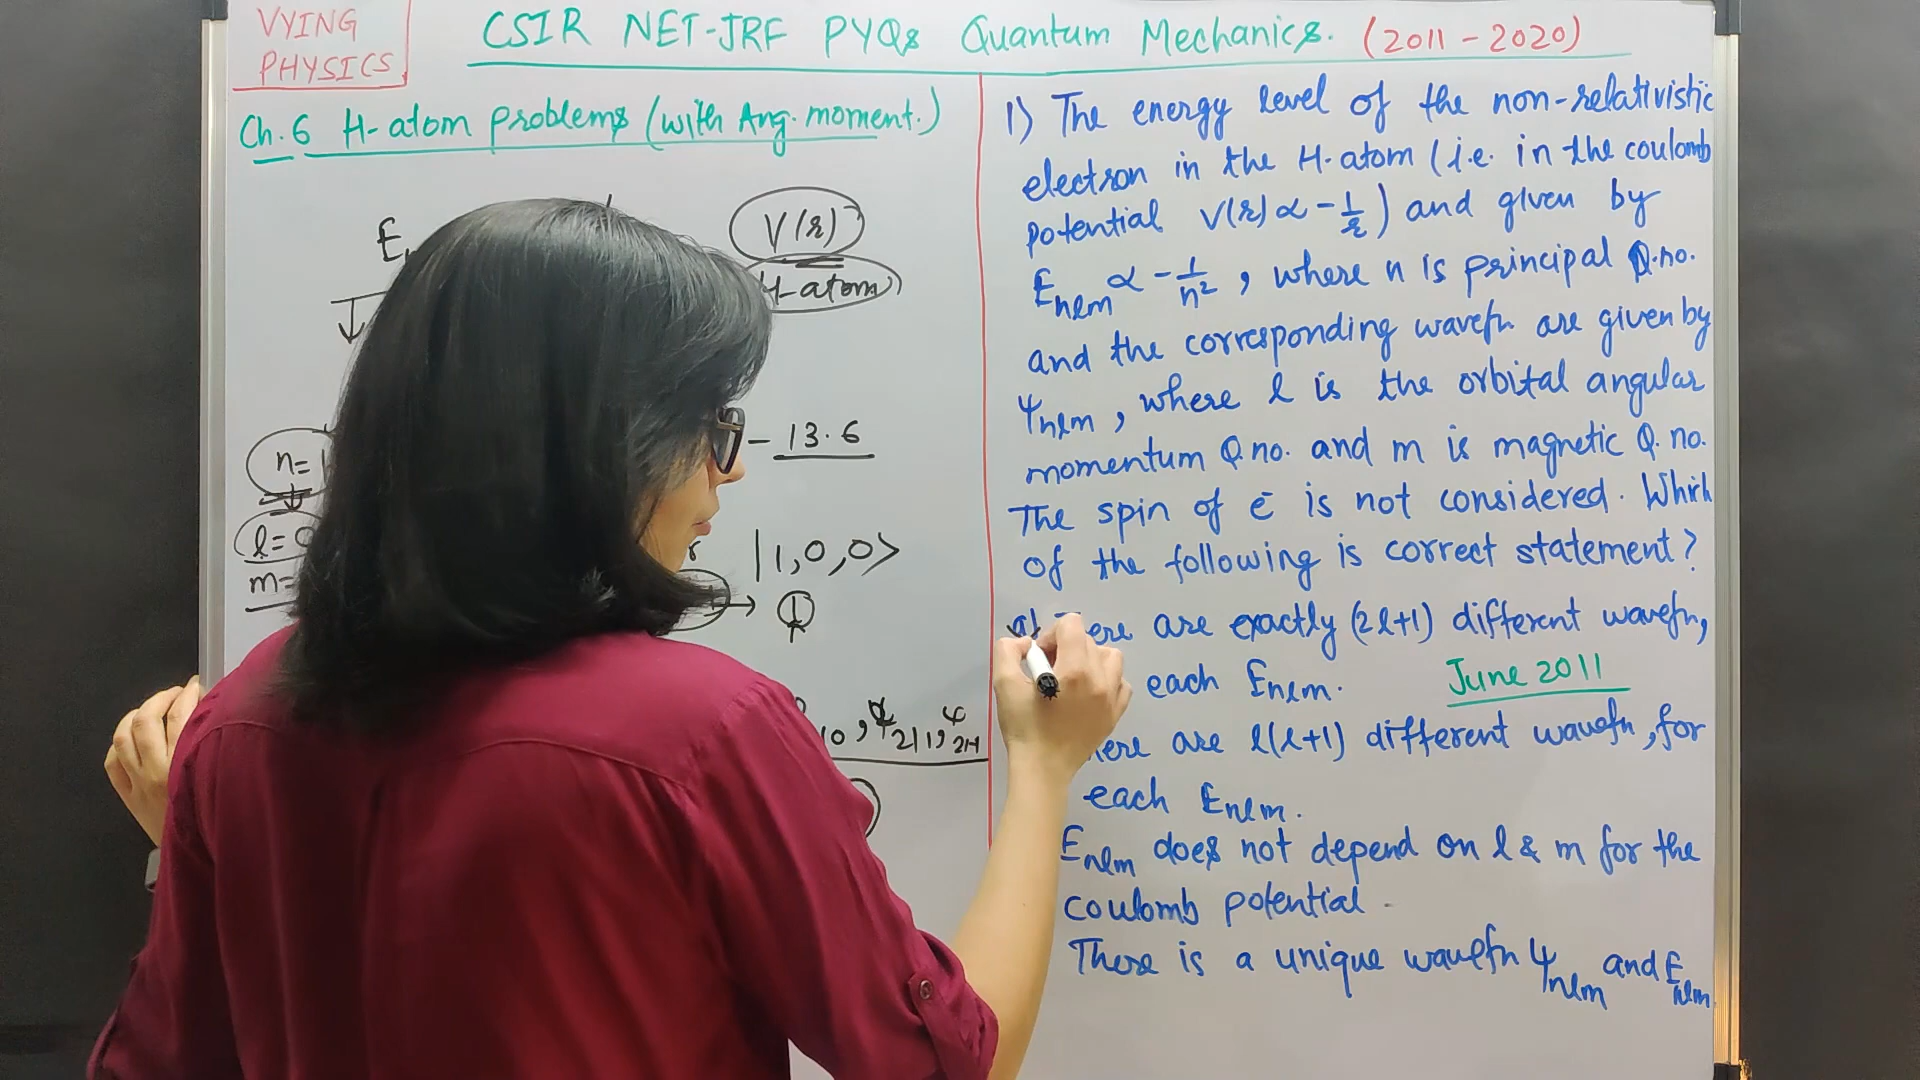 VYING
PHYSICS
CSIR NET-JRF PYQs Quantum Mechanics. (2011-2020)
Ch.6 H-atom problems (with Ang. moment.)
E
V(r)
H-atom)
n=1
- 13.6
l=0
m=
|1,0,0>
10, ψ211, ψ21-1
1) The energy level of the non-relativistic
electron in the H-atom (i.e. in the coulomb
potential V(r) ∝ -1/r) and given by
Enlm ∝ -1/n², where n is principal Q.no.
and the corresponding wavefn are given by
Ψnlm, where l is the orbital angular
momentum Q.no. and m is magnetic Q.no.
The spin of e⁻ is not considered. Which
of the following is correct statement?
a) are exactly (2l+1) different wavefn,
each Enlm.
June 2011
are l(l+1) different wavefn, for
each Enlm.
Enlm does not depend on l & m for the
coulomb potential.
There is a unique wavefn Ψnlm and Enlm